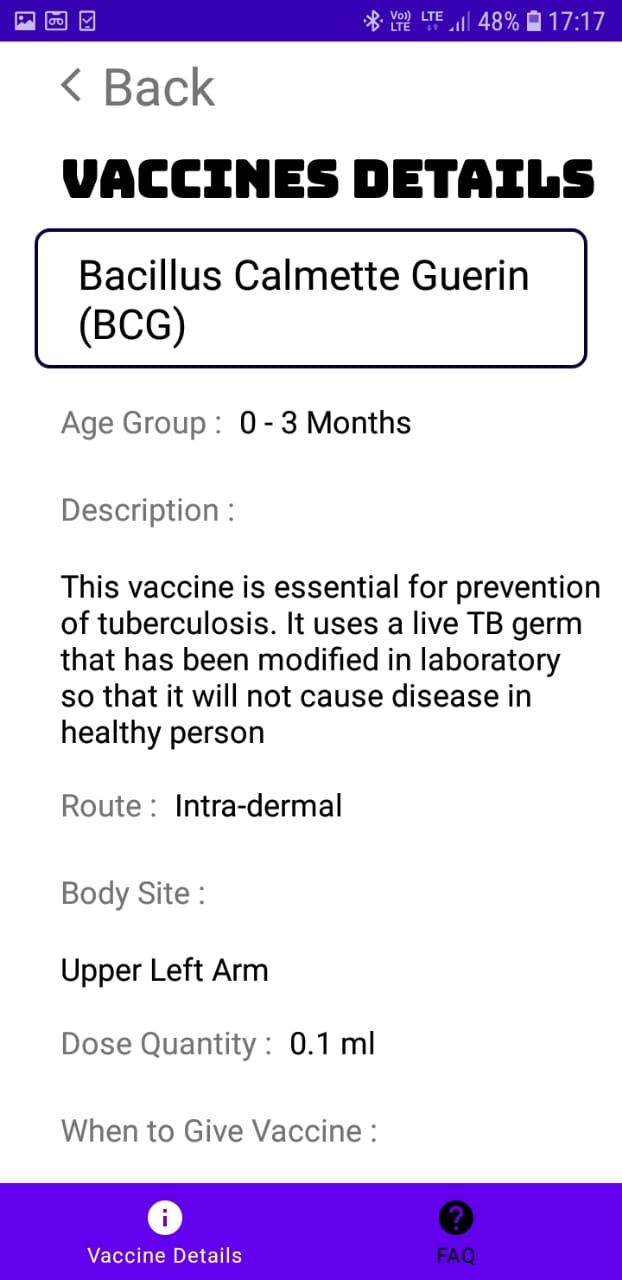 Vo)) LTE LTE 48% 17:17
Back
VACCINES DETAILS
Bacillus Calmette Guerin
(BCG)
Age Group : 0 - 3 Months
Description :
This vaccine is essential for prevention
of tuberculosis. It uses a live TB germ
that has been modified in laboratory
so that it will not cause disease in
healthy person
Route : Intra-dermal
Body Site :
Upper Left Arm
Dose Quantity : 0.1 ml
When to Give Vaccine :
Vaccine Details FAQ